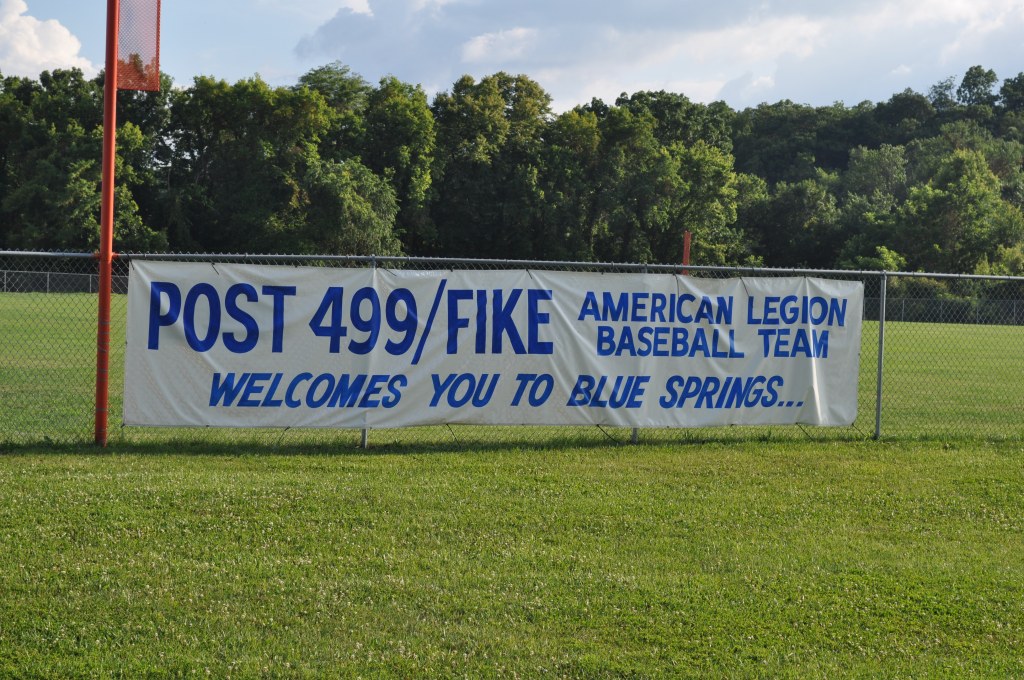 POST 499/FIKE
AMERICAN LEGION
BASEBALL TEAM
WELCOMES YOU TO BLUE SPRINGS...